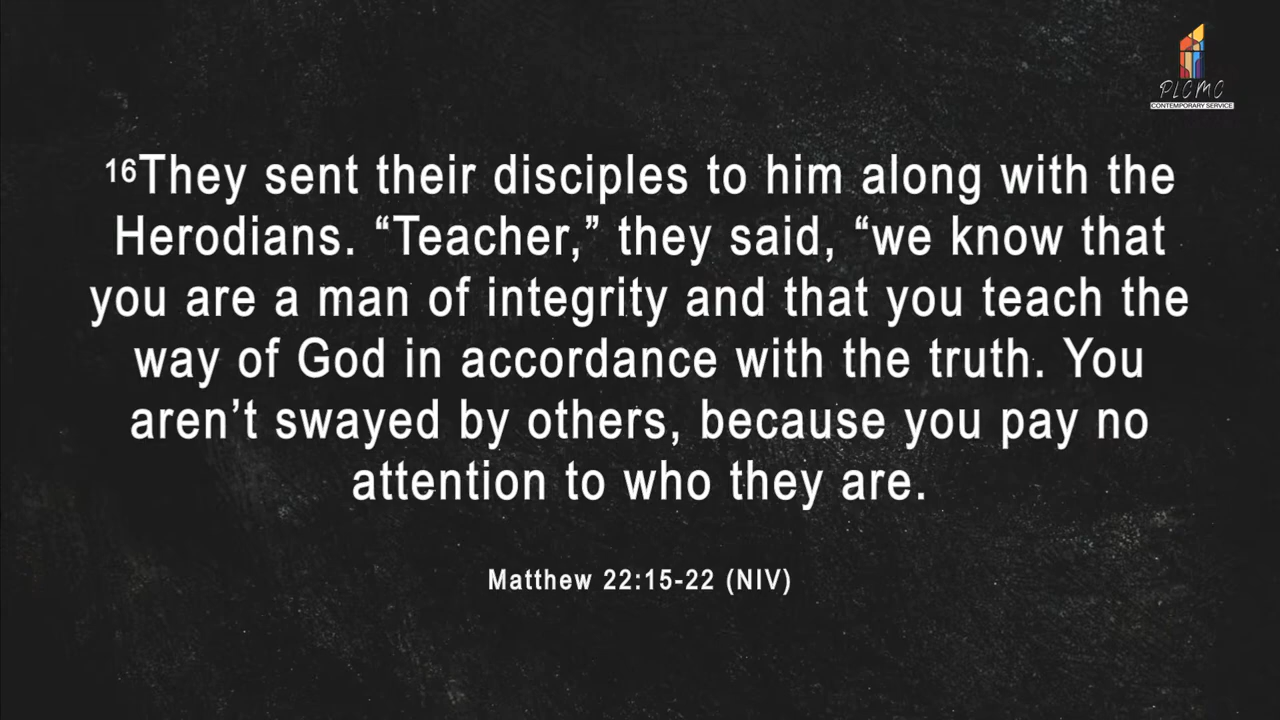 PLCMC
CONTEMPORARY SERVICE
16They sent their disciples to him along with the
Herodians. “Teacher,” they said, “we know that
you are a man of integrity and that you teach the
way of God in accordance with the truth. You
aren’t swayed by others, because you pay no
attention to who they are.
Matthew 22:15-22 (NIV)